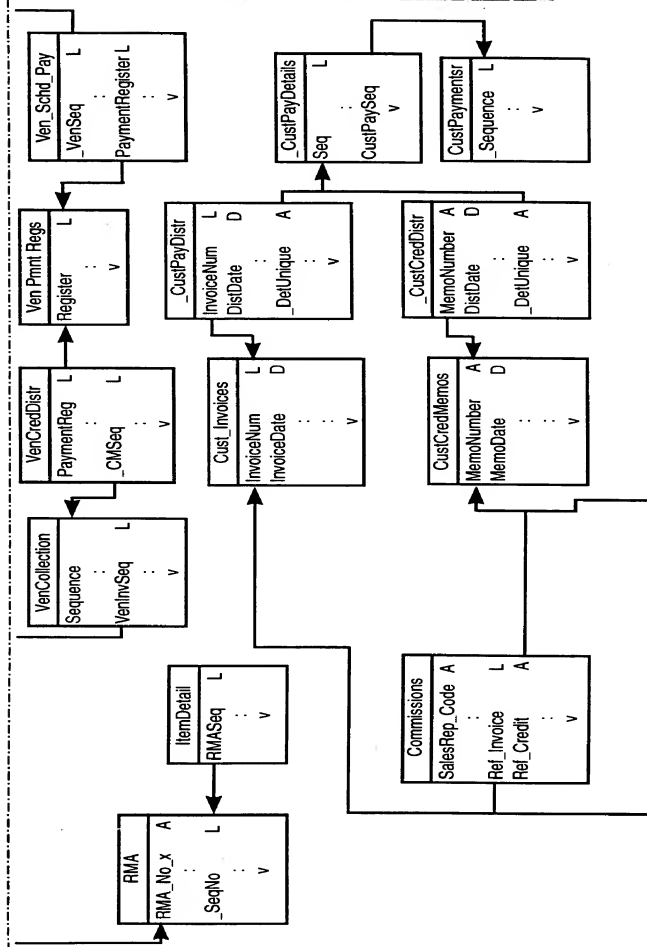 VenCollection
Sequence
:
VenInvSeq L
:
v
VenCredDistr
PaymentReg L
:
_CMSeq L
:
v
Ven Pmnt Regs
Register L
:
v
Ven_Schd_Pay
_VenSeq L
:
PaymentRegister L
:
v
RMA
RMA_No_x A
:
_SeqNo L
:
v
ItemDetail
RMASeq L
:
v
Cust_Invoices
InvoiceNum L
InvoiceDate D
:
:
v
_CustPayDistr
InvoiceNum L
DistDate D
:
_DetUnique A
:
v
_CustPayDetails
Seq L
:
CustPaySeq
v
Commissions
SalesRep_Code A
:
Ref_Invoice L
Ref_Credit A
:
v
CustCredMemos
MemoNumber A
MemoDate D
:
:
v
_CustCredDistr
MemoNumber A
DistDate D
:
_DetUnique A
:
v
CustPaymentsr
_Sequence L
:
v